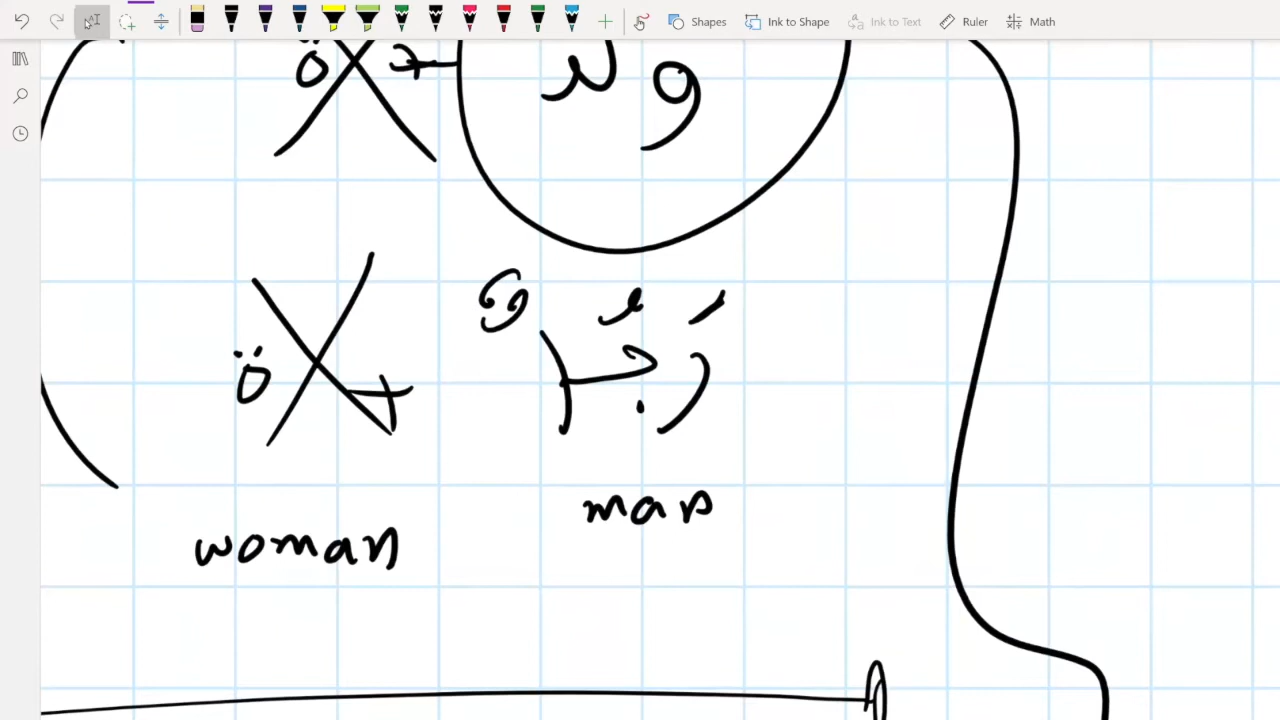 Shapes Ink to Shape Ink to Text Ruler Math
رَجُلٌ ة
woman man